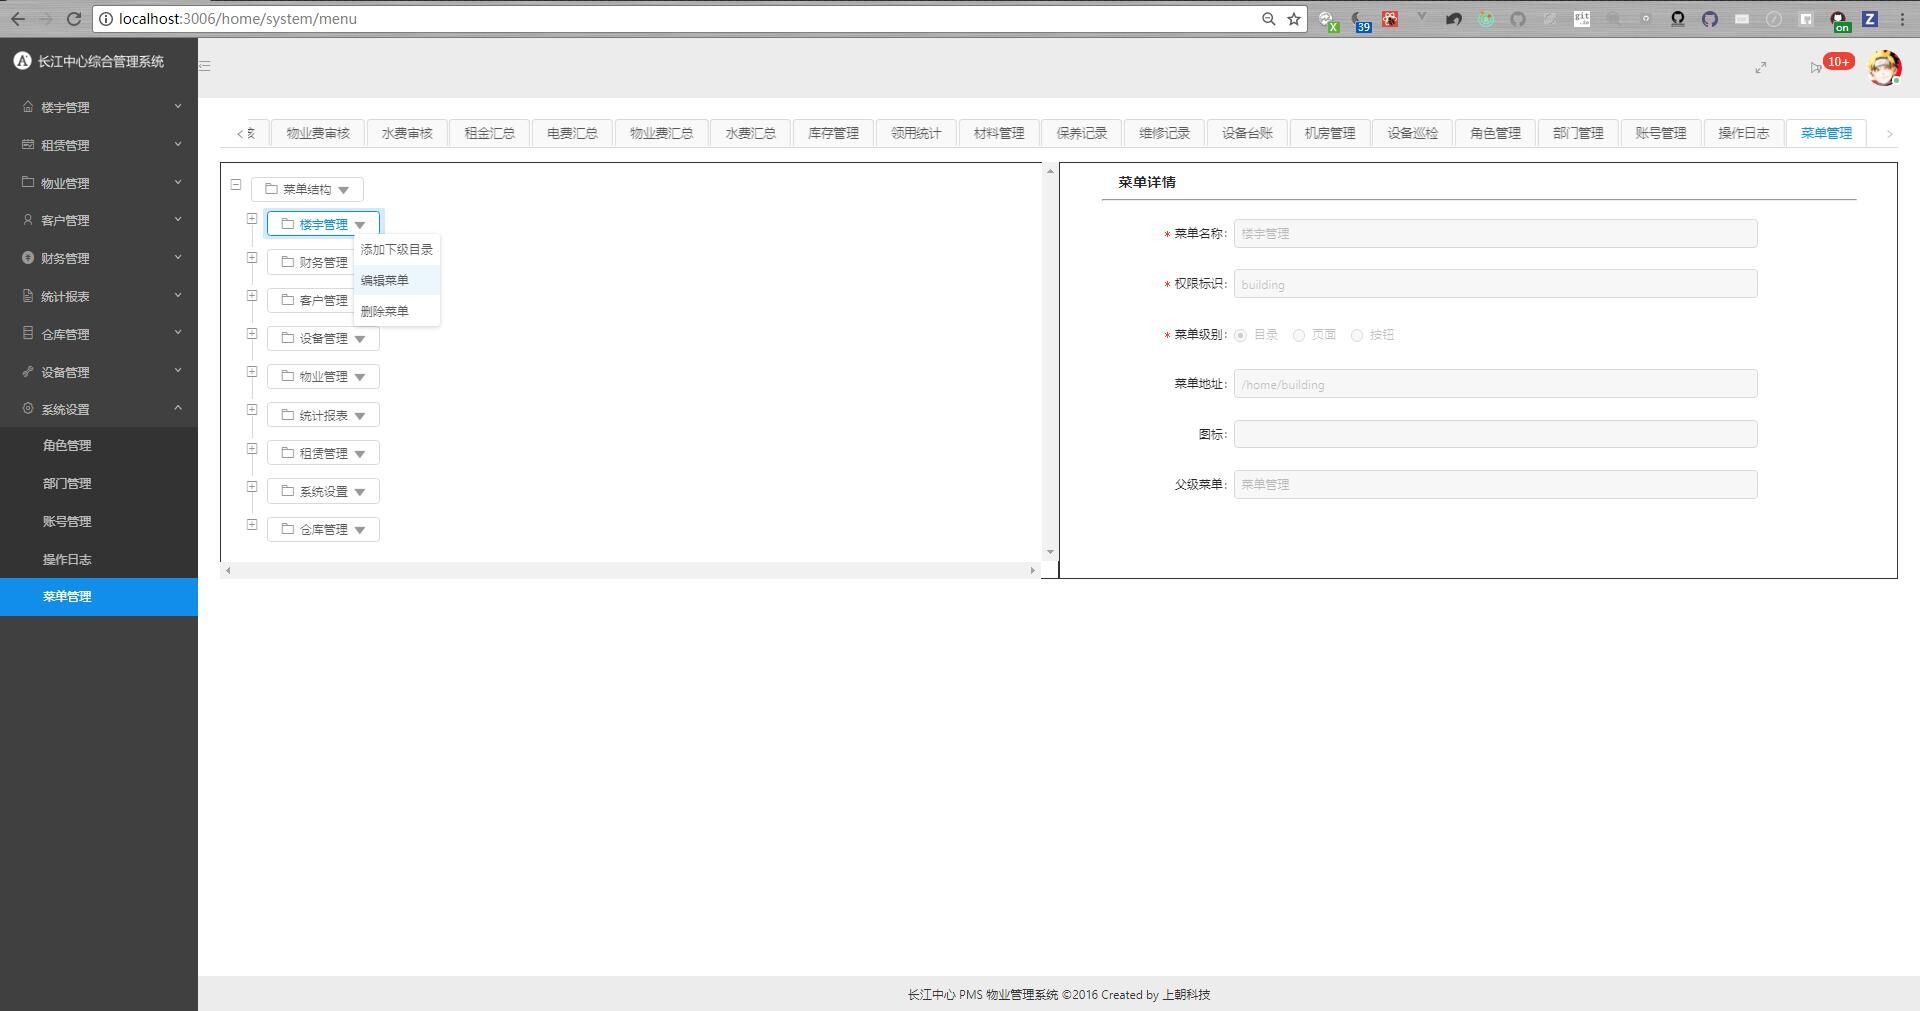 localhost:3006/home/system/menu
39
git
on
Z
长江中心综合管理系统
10+
楼宇管理
租赁管理
物业管理
客户管理
财务管理
统计报表
仓库管理
设备管理
系统设置
角色管理
部门管理
账号管理
操作日志
菜单管理
核 物业费审核 水费审核 租金汇总 电费汇总 物业费汇总 水费汇总 库存管理 领用统计 材料管理 保养记录 维修记录 设备台账 机房管理 设备巡检 角色管理 部门管理 账号管理 操作日志 菜单管理
菜单结构
楼宇管理
财务管理
客户管理
设备管理
物业管理
统计报表
租赁管理
系统设置
仓库管理
添加下级目录
编辑菜单
删除菜单
菜单详情
* 菜单名称: 楼宇管理
* 权限标识: building
* 菜单级别: 目录 页面 按钮
菜单地址: /home/building
图标:
父级菜单: 菜单管理
长江中心 PMS 物业管理系统 ©2016 Created by 上朝科技